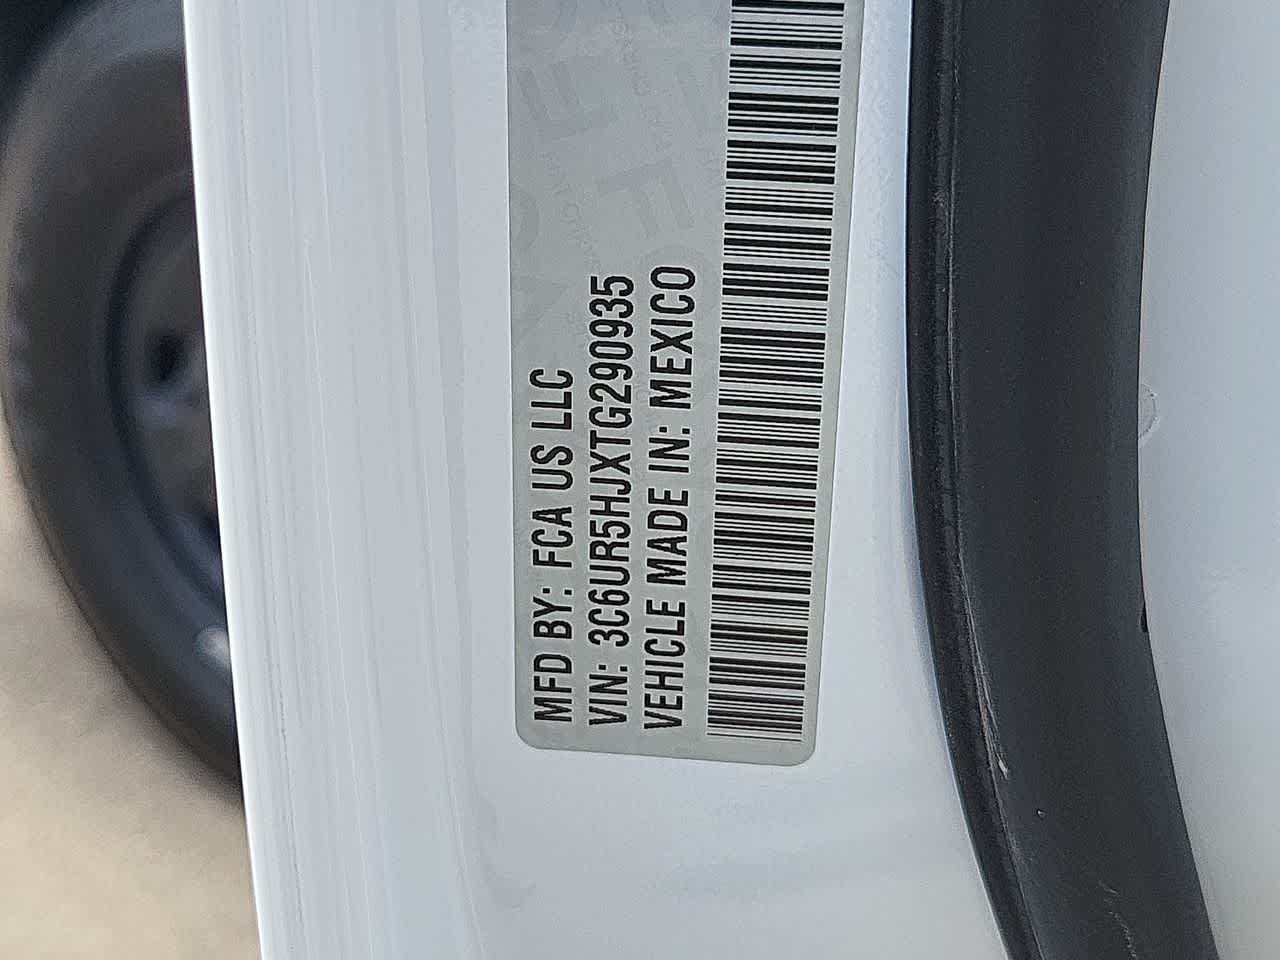 MFD BY: FCA US LLC
VIN: 3C6UR5HJXTG290935
VEHICLE MADE IN: MEXICO